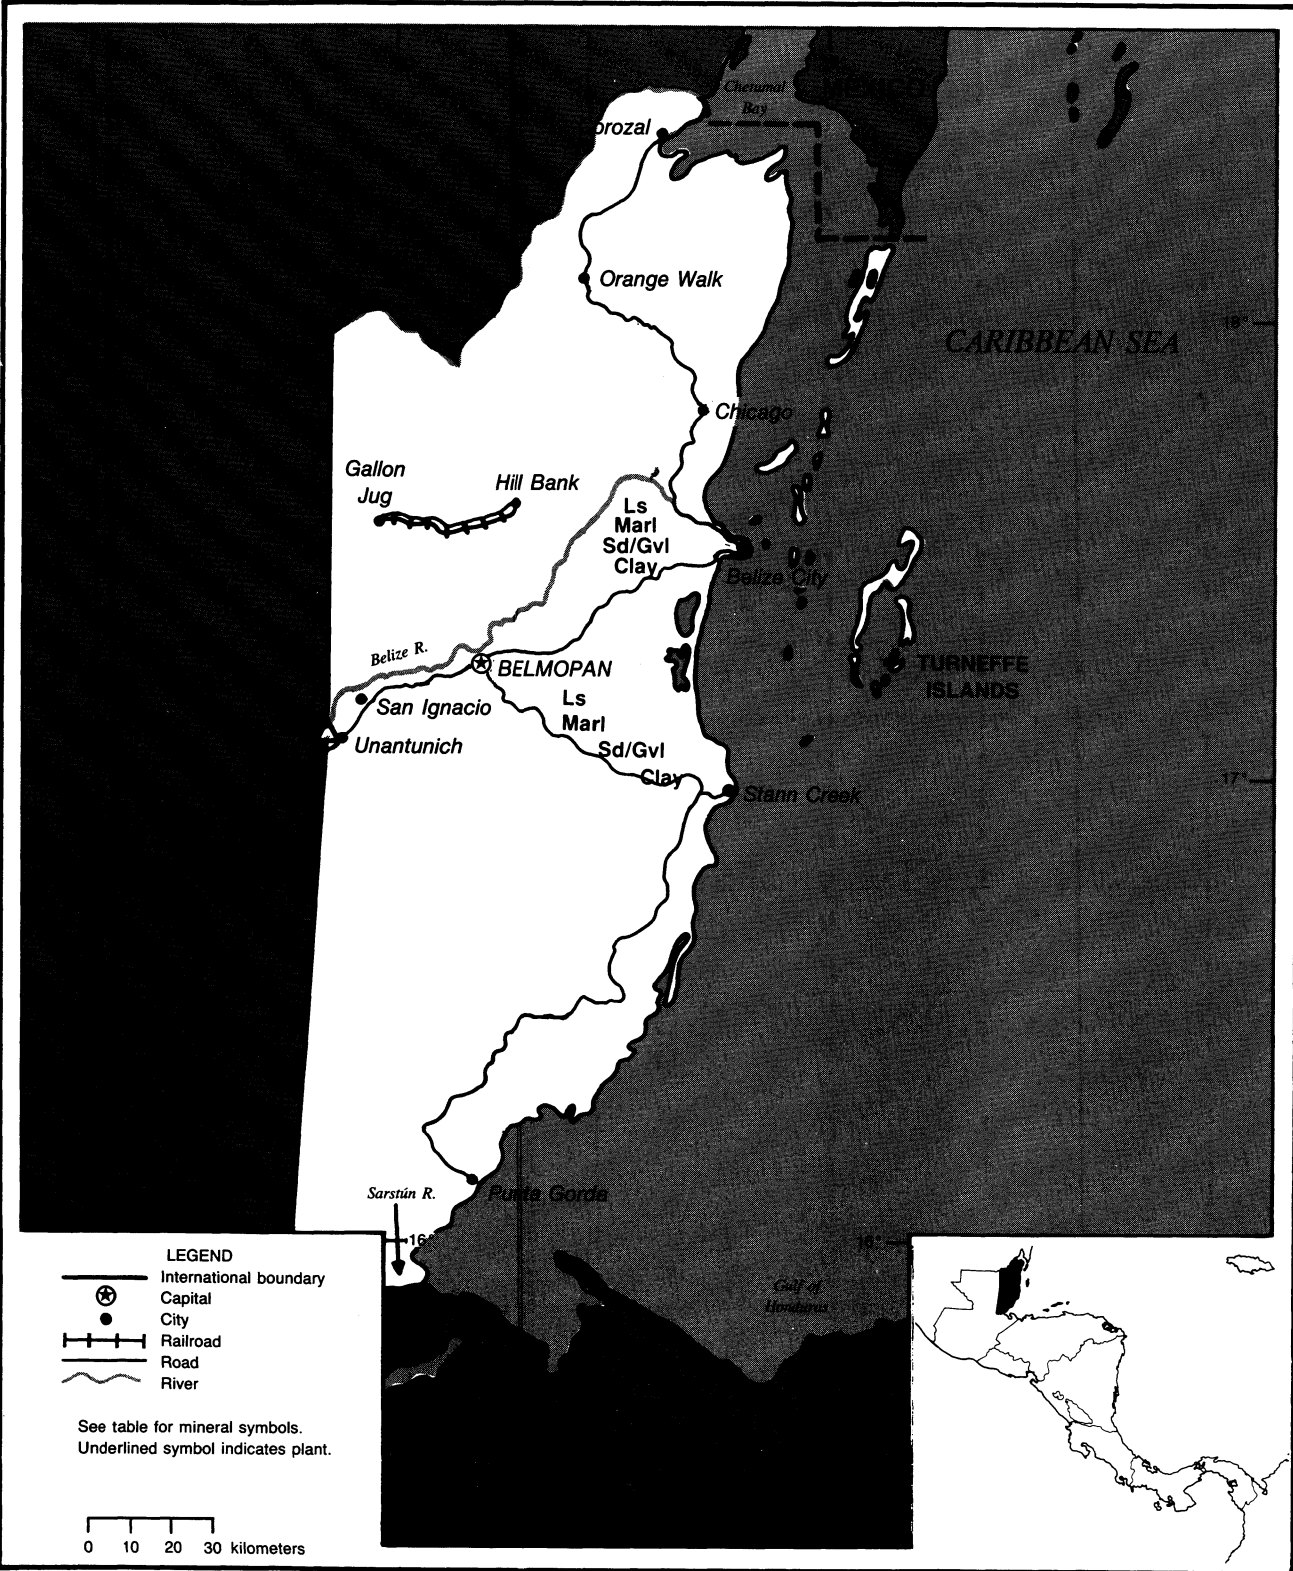 Chetumal
Bay
MEXICO
orozal
Orange Walk
18°
CARIBBEAN SEA
Chicago
Gallon
Jug
Hill Bank
Ls
Marl
Sd/Gvl
Clay
Belize City
Belize R.
BELMOPAN
TURNEFFE
ISLANDS
San Ignacio
Ls
Marl
Unantunich
Sd/Gvl
Clay
17°
Stann Creek
Sarstún R.
Punta Gorda
16°
16°
Gulf of
Honduras
LEGEND
International boundary
Capital
City
Railroad
Road
River
See table for mineral symbols.
Underlined symbol indicates plant.
0 10 20 30 kilometers